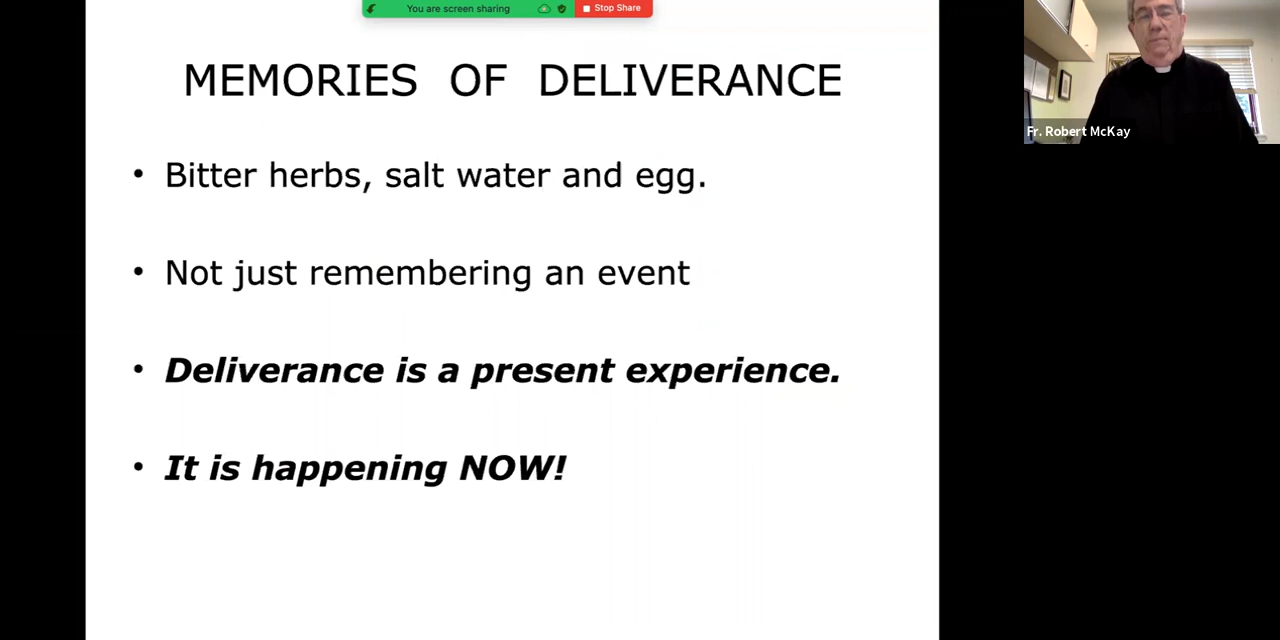 You are screen sharing
Stop Share
MEMORIES OF DELIVERANCE
• Bitter herbs, salt water and egg.
• Not just remembering an event
• Deliverance is a present experience.
• It is happening NOW!
Fr. Robert McKay